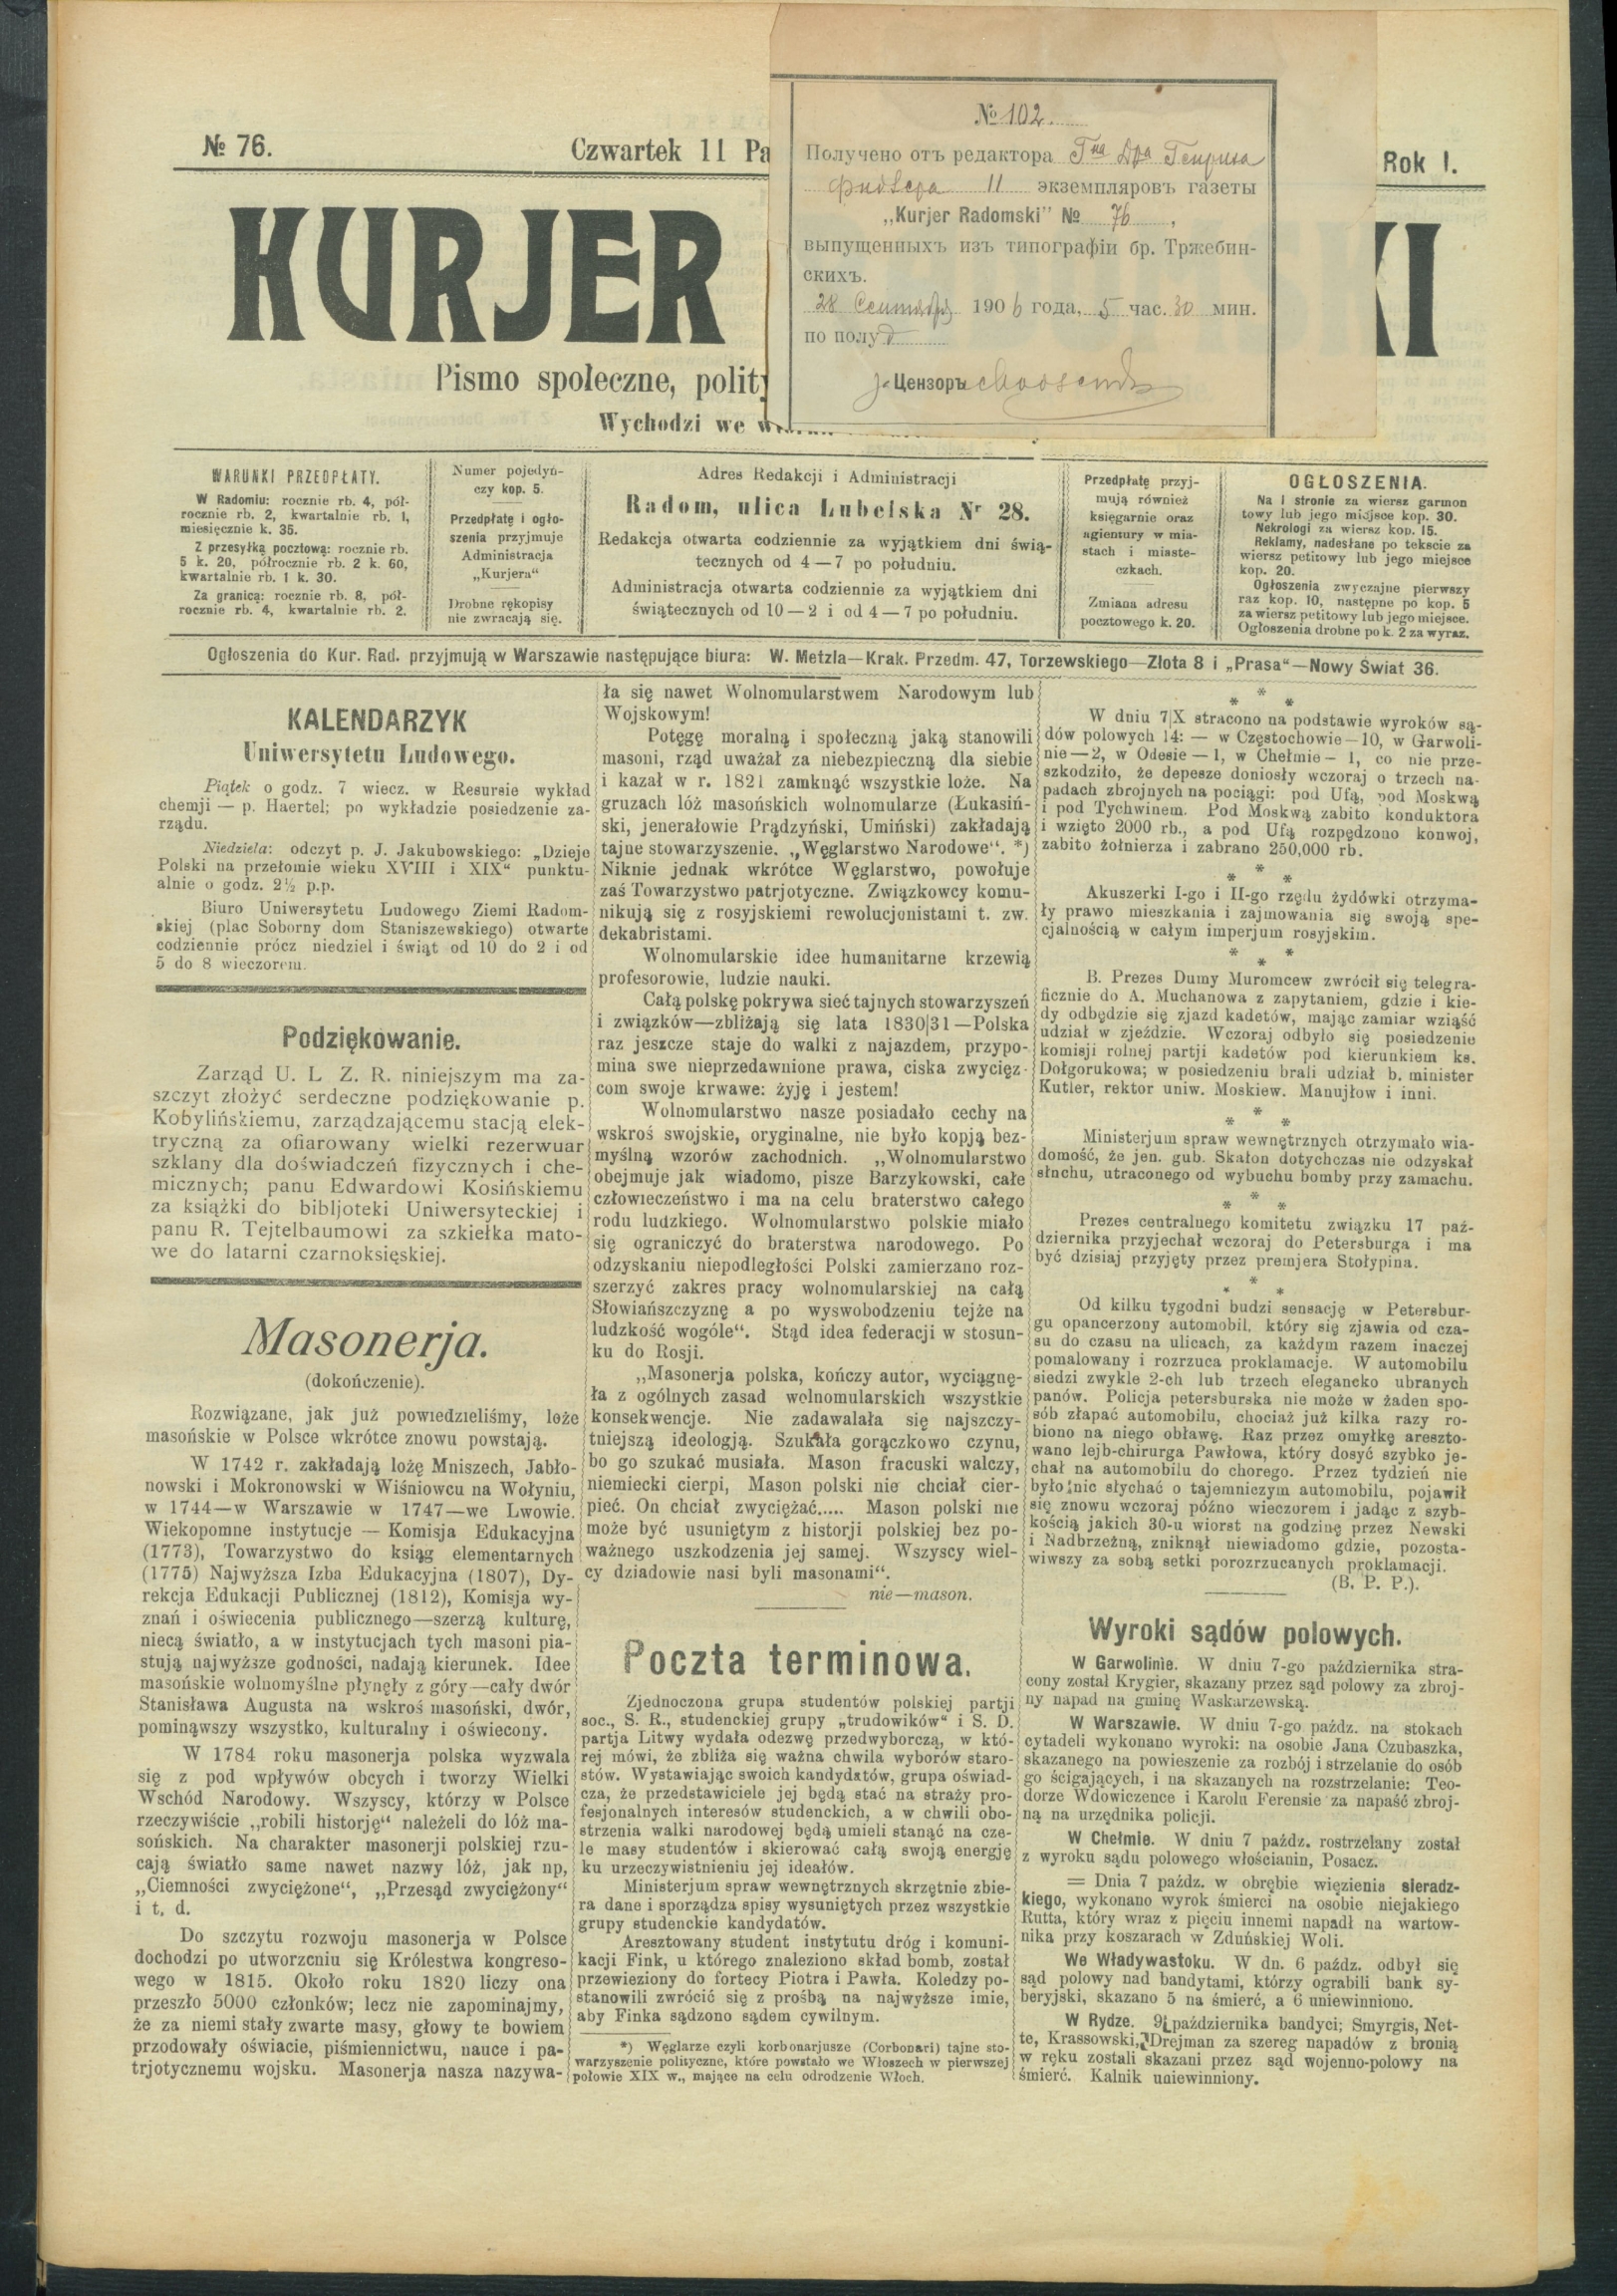 № 76.
Czwartek 11 Pa
Rok I.
№ 102.
Получено отъ редактора Гна Дра
11 экземпляровъ газеты
„Kurjer Radomski" № 76,
выпущенныхъ изъ типографіи бр. Тржебин-
скихъ.
28 Сентября 1906 года, 5 час. 30 мин.
по полуд
Цензоръ
KURJER
KI
Pismo społeczne, polity
Wychodzi we
WARUNKI PRZEDPŁATY.
W Radomiu: rocznie rb. 4, pół-
rocznie rb. 2, kwartalnie rb. 1,
miesięcznie k. 35.
Z przesyłką pocztową: rocznie rb.
5 k. 20, półrocznie rb. 2 k. 60,
kwartalnie rb. 1 k. 30.
Za granicą: rocznie rb. 8, pół-
rocznie rb. 4, kwartalnie rb. 2.
Numer pojedyń-
czy kop. 5.
Przedpłatę i ogło-
szenia przyjmuje
Administracja
„Kurjera“
Drobne rękopisy
nie zwracają się.
Adres Redakcji i Administracji
Radom, ulica Lubelska Nr 28.
Redakcja otwarta codziennie za wyjątkiem dni świą-
tecznych od 4—7 po południu.
Administracja otwarta codziennie za wyjątkiem dni
świątecznych od 10—2 i od 4—7 po południu.
Przedpłatę przyj-
mują również
księgarnie oraz
agientury w mia-
stach i miaste-
czkach.
Zmiana adresu
pocztowego k. 20.
OGŁOSZENIA.
Na I stronie za wiersz garmon
towy lub jego miejsce kop. 30.
Nekrologi za wiersz kop. 15.
Reklamy, nadesłane po tekscie za
wiersz petitowy lub jego miejsce
kop. 20.
Ogłoszenia zwyczajne pierwszy
raz kop. 10, następne po kop. 5
za wiersz petitowy lub jego miejsce.
Ogłoszenia drobne po k. 2 za wyraz.
Ogłoszenia do Kur. Rad. przyjmują w Warszawie następujące biura: W. Metzla—Krak. Przedm. 47, Torzewskiego—Złota 8 i „Prasa“—Nowy Świat 36.
KALENDARZYK
Uniwersytetu Ludowego.
Piątek o godz. 7 wiecz. w Resursie wykład
chemji — p. Haertel; po wykładzie posiedzenie za-
rządu.
Niedziela: odczyt p. J. Jakubowskiego: „Dzieje
Polski na przełomie wieku XVIII i XIX“ punktu-
alnie o godz. 2½ p.p.
Biuro Uniwersytetu Ludowego Ziemi Radom-
skiej (plac Soborny dom Staniszewskiego) otwarte
codziennie prócz niedziel i świąt od 10 do 2 i od
5 do 8 wieczorem.
Podziękowanie.
Zarząd U. L Z. R. niniejszym ma za-
szczyt złożyć serdeczne podziękowanie p.
Kobylińskiemu, zarządzającemu stacją elek-
tryczną za ofiarowany wielki rezerwuar
szklany dla doświadczeń fizycznych i che-
micznych; panu Edwardowi Kosińskiemu
za książki do bibljoteki Uniwersyteckiej i
panu R. Tejtelbaumowi za szkiełka mato-
we do latarni czarnoksięskiej.
Masonerja.
(dokończenie).
Rozwiązane, jak już powiedzieliśmy, loże
masońskie w Polsce wkrótce znowu powstają.
W 1742 r. zakładają lożę Mniszech, Jabło-
nowski i Mokronowski w Wiśniowcu na Wołyniu,
w 1744—w Warszawie w 1747—we Lwowie.
Wiekopomne instytucje — Komisja Edukacyjna
(1773), Towarzystwo do ksiąg elementarnych
(1775) Najwyższa Izba Edukacyjna (1807), Dy-
rekcja Edukacji Publicznej (1812), Komisja wy-
znań i oświecenia publicznego—szerzą kulturę,
niecą światło, a w instytucjach tych masoni pia-
stują najwyższe godności, nadają kierunek. Idee
masońskie wolnomyślne płynęły z góry—cały dwór
Stanisława Augusta na wskroś masoński, dwór,
pominąwszy wszystko, kulturalny i oświecony.
W 1784 roku masonerja polska wyzwala
się z pod wpływów obcych i tworzy Wielki
Wschód Narodowy. Wszyscy, którzy w Polsce
rzeczywiście „robili historję“ należeli do lóż ma-
sońskich. Na charakter masonerji polskiej rzu-
cają światło same nawet nazwy lóż, jak np,
„Ciemności zwyciężone“, „Przesąd zwyciężony“
i t. d.
Do szczytu rozwoju masonerja w Polsce
dochodzi po utworzeniu się Królestwa kongreso-
wego w 1815. Około roku 1820 liczy ona
przeszło 5000 członków; lecz nie zapominajmy,
że za niemi stały zwarte masy, głowy te bowiem
przodowały oświacie, piśmiennictwu, nauce i pa-
trjotycznemu wojsku. Masonerja nasza nazywa-
ła się nawet Wolnomularstwem Narodowym lub
Wojskowym!
Potęgę moralną i społeczną jaką stanowili
masoni, rząd uważał za niebezpieczną dla siebie
i kazał w r. 1821 zamknąć wszystkie loże. Na
gruzach lóż masońskich wolnomularze (Łukasiń-
ski, jenerałowie Prądzyński, Umiński) zakładają
tajne stowarzyszenie. „Węglarstwo Narodowe“. *)
Niknie jednak wkrótce Węglarstwo, powołuje
zaś Towarzystwo patrjotyczne. Związkowcy komu-
nikują się z rosyjskiemi rewolucjonistami t. zw.
dekabristami.
Wolnomularskie idee humanitarne krzewią
profesorowie, ludzie nauki.
Całą polskę pokrywa sieć tajnych stowarzyszeń
i związków—zbliżają się lata 1830|31—Polska
raz jeszcze staje do walki z najazdem, przypo-
mina swe nieprzedawnione prawa, ciska zwycięz-
com swoje krwawe: żyję i jestem!
Wolnomularstwo nasze posiadało cechy na
wskroś swojskie, oryginalne, nie było kopją bez-
myślną wzorów zachodnich. „Wolnomularstwo
obejmuje jak wiadomo, pisze Barzykowski, całe
człowieczeństwo i ma na celu braterstwo całego
rodu ludzkiego. Wolnomularstwo polskie miało
się ograniczyć do braterstwa narodowego. Po
odzyskaniu niepodległości Polski zamierzano roz-
szerzyć zakres pracy wolnomularskiej na całą
Słowiańszczyznę a po wyswobodzeniu tejże na
ludzkość wogóle“. Stąd idea federacji w stosun-
ku do Rosji.
„Masonerja polska, kończy autor, wyciągnę-
ła z ogólnych zasad wolnomularskich wszystkie
konsekwencje. Nie zadawalała się najszczy-
tniejszą ideologją. Szukała gorączkowo czynu,
bo go szukać musiała. Mason fracuski walczy,
niemiecki cierpi, Mason polski nie chciał cier-
pieć. On chciał zwyciężać..... Mason polski nie
może być usuniętym z historji polskiej bez po-
ważnego uszkodzenia jej samej. Wszyscy wiel-
cy dziadowie nasi byli masonami“.
nie—mason.
Poczta terminowa.
Zjednoczona grupa studentów polskiej partji
soc., S. R., studenckiej grupy „trudowików“ i S. D.
partja Litwy wydała odezwę przedwyborczą, w któ-
rej mówi, że zbliża się ważna chwila wyborów staro-
stów. Wystawiając swoich kandydatów, grupa oświad-
cza, że przedstawiciele jej będą stać na straży pro-
fesjonalnych interesów studenckich, a w chwili obo-
strzenia walki narodowej będą umieli stanąć na cze-
le masy studentów i skierować całą swoją energję
ku urzeczywistnieniu jej ideałów.
Ministerjum spraw wewnętrznych skrzętnie zbie-
ra dane i sporządza spisy wysuniętych przez wszystkie
grupy studenckie kandydatów.
Aresztowany student instytutu dróg i komuni-
kacji Fink, u którego znaleziono skład bomb, został
przewieziony do fortecy Piotra i Pawła. Koledzy po-
stanowili zwrócić się z prośbą na najwyższe imie,
aby Finka sądzono sądem cywilnym.
*) Węglarze czyli korbonarjusze (Corbonari) tajne sto-
warzyszenie polityczne, które powstało we Włoszech w pierwszej
połowie XIX w., mające na celu odrodzenie Włoch.
*
* *
W dniu 7|X stracono na podstawie wyroków są-
dów polowych 14: — w Częstochowie—10, w Garwoli-
nie—2, w Odesie—1, w Chełmie—1, co nie prze-
szkodziło, że depesze doniosły wczoraj o trzech na-
padach zbrojnych na pociągi: pod Ufą, pod Moskwą
i pod Tychwinem. Pod Moskwą zabito konduktora
i wzięto 2000 rb., a pod Ufą rozpędzono konwoj,
zabito żołnierza i zabrano 250,000 rb.
*
* *
Akuszerki I-go i II-go rzędu żydówki otrzyma-
ły prawo mieszkania i zajmowania się swoją spe-
cjalnością w całym imperjum rosyjskim.
*
* *
B. Prezes Dumy Muromcew zwrócił się telegra-
ficznie do A. Muchanowa z zapytaniem, gdzie i kie-
dy odbędzie się zjazd kadetów, mając zamiar wziąść
udział w zjeździe. Wczoraj odbyło się posiedzenie
komisji rolnej partji kadetów pod kierunkiem ks.
Dołgorukowa; w posiedzeniu brali udział b. minister
Kutler, rektor uniw. Moskiew. Manujłow i inni.
*
* *
Ministerjum spraw wewnętrznych otrzymało wia-
domość, że jen. gub. Skałon dotychczas nie odzyskał
słnchu, utraconego od wybuchu bomby przy zamachu.
*
* *
Prezes centralnego komitetu związku 17 paź-
dziernika przyjechał wczoraj do Petersburga i ma
być dzisiaj przyjęty przez premjera Stołypina.
*
* *
Od kilku tygodni budzi sensację w Petersbur-
gu opancerzony automobil, który się zjawia od cza-
su do czasu na ulicach, za każdym razem inaczej
pomalowany i rozrzuca proklamacje. W automobilu
siedzi zwykle 2-ch lub trzech elegancko ubranych
panów. Policja petersburska nie może w żaden spo-
sób złapać automobilu, chociaż już kilka razy ro-
biono na niego obławę. Raz przez omyłkę areszto-
wano lejb-chirurga Pawłowa, który dosyć szybko je-
chał na automobilu do chorego. Przez tydzień nie
było nic słychać o tajemniczym automobilu, pojawił
się znowu wczoraj późno wieczorem i jadąc z szyb-
kością jakich 30-u wiorst na godzinę przez Newski
i Nadbrzeżną, zniknął niewiadomo gdzie, pozosta-
wiwszy za sobą setki porozrzucanych proklamacji.
(B. P. P.).
Wyroki sądów polowych.
W Garwolinie. W dniu 7-go października stra-
cony został Krygier, skazany przez sąd polowy za zbroj-
ny napad na gminę Waskarzewską.
W Warszawie. W dniu 7-go paźdz. na stokach
cytadeli wykonano wyroki: na osobie Jana Czubaszka,
skazanego na powieszenie za rozbój i strzelanie do osób
go ścigających, i na skazanych na rozstrzelanie: Teo-
dorze Wdowiczence i Karolu Ferensie za napaść zbroj-
ną na urzędnika policji.
W Chełmie. W dniu 7 paźdz. rostrzelany został
z wyroku sądu polowego włościanin, Posacz.
= Dnia 7 paźdz. w obrębie więzienia sieradz-
kiego, wykonano wyrok śmierci na osobie niejakiego
Rutta, który wraz z pięciu innemi napadł na wartow-
nika przy koszarach w Zduńskiej Woli.
We Władywastoku. W dn. 6 paźdz. odbył się
sąd polowy nad bandytami, którzy ograbili bank sy-
beryjski, skazano 5 na śmierć, a 6 uniewinniono.
W Rydze. 9 października bandyci; Smyrgis, Net-
te, Krassowski, Drejman za szereg napadów z bronią
w ręku zostali skazani przez sąd wojenno-polowy na
śmierć. Kalnik uniewinniony.